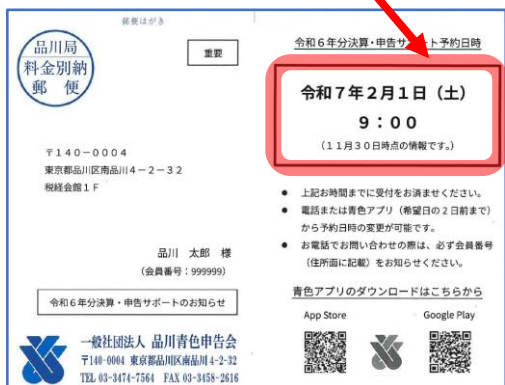 郵便はがき
品川局
料金別納
郵　便
重要
〒１４０－０００４
東京都品川区南品川４－２－３２
税経会館１Ｆ
品川　太郎　様
（会員番号：999999）
令和６年分決算・申告サポートのお知らせ
一般社団法人 品川青色申告会
〒140-0004 東京都品川区南品川 4-2-32
TEL 03-3474-7564　FAX 03-3458-2616
令和６年分決算・申告サポート予約日時
令和７年２月１日（土）
９：００
（１１月３０日時点の情報です。）
● 上記お時間までに受付をお済ませください。
● 電話または青色アプリ（希望日の２日前まで）
から予約日時の変更が可能です。
● お電話でお問い合わせの際は、必ず会員番号
（住所面に記載）をお知らせください。
青色アプリのダウンロードはこちらから
App Store　Google Play